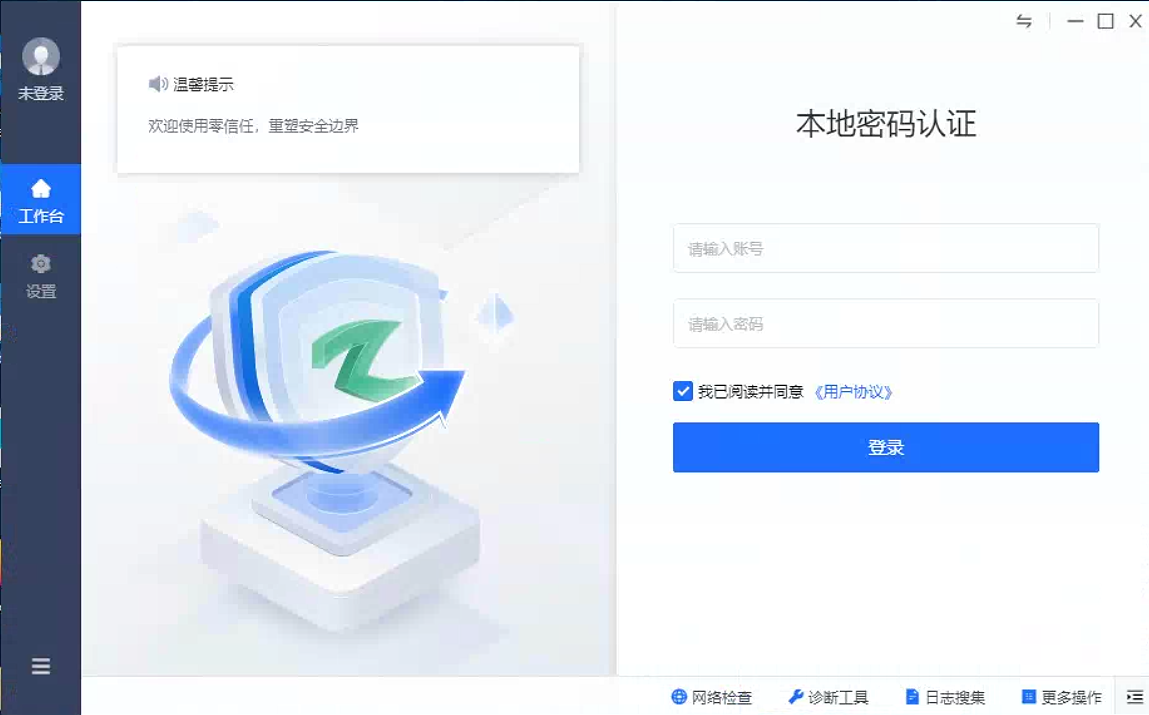 未登录
工作台
设置
温馨提示
欢迎使用零信任，重塑安全边界
本地密码认证
请输入账号
请输入密码
我已阅读并同意 《用户协议》
登录
网络检查 诊断工具 日志搜集 更多操作